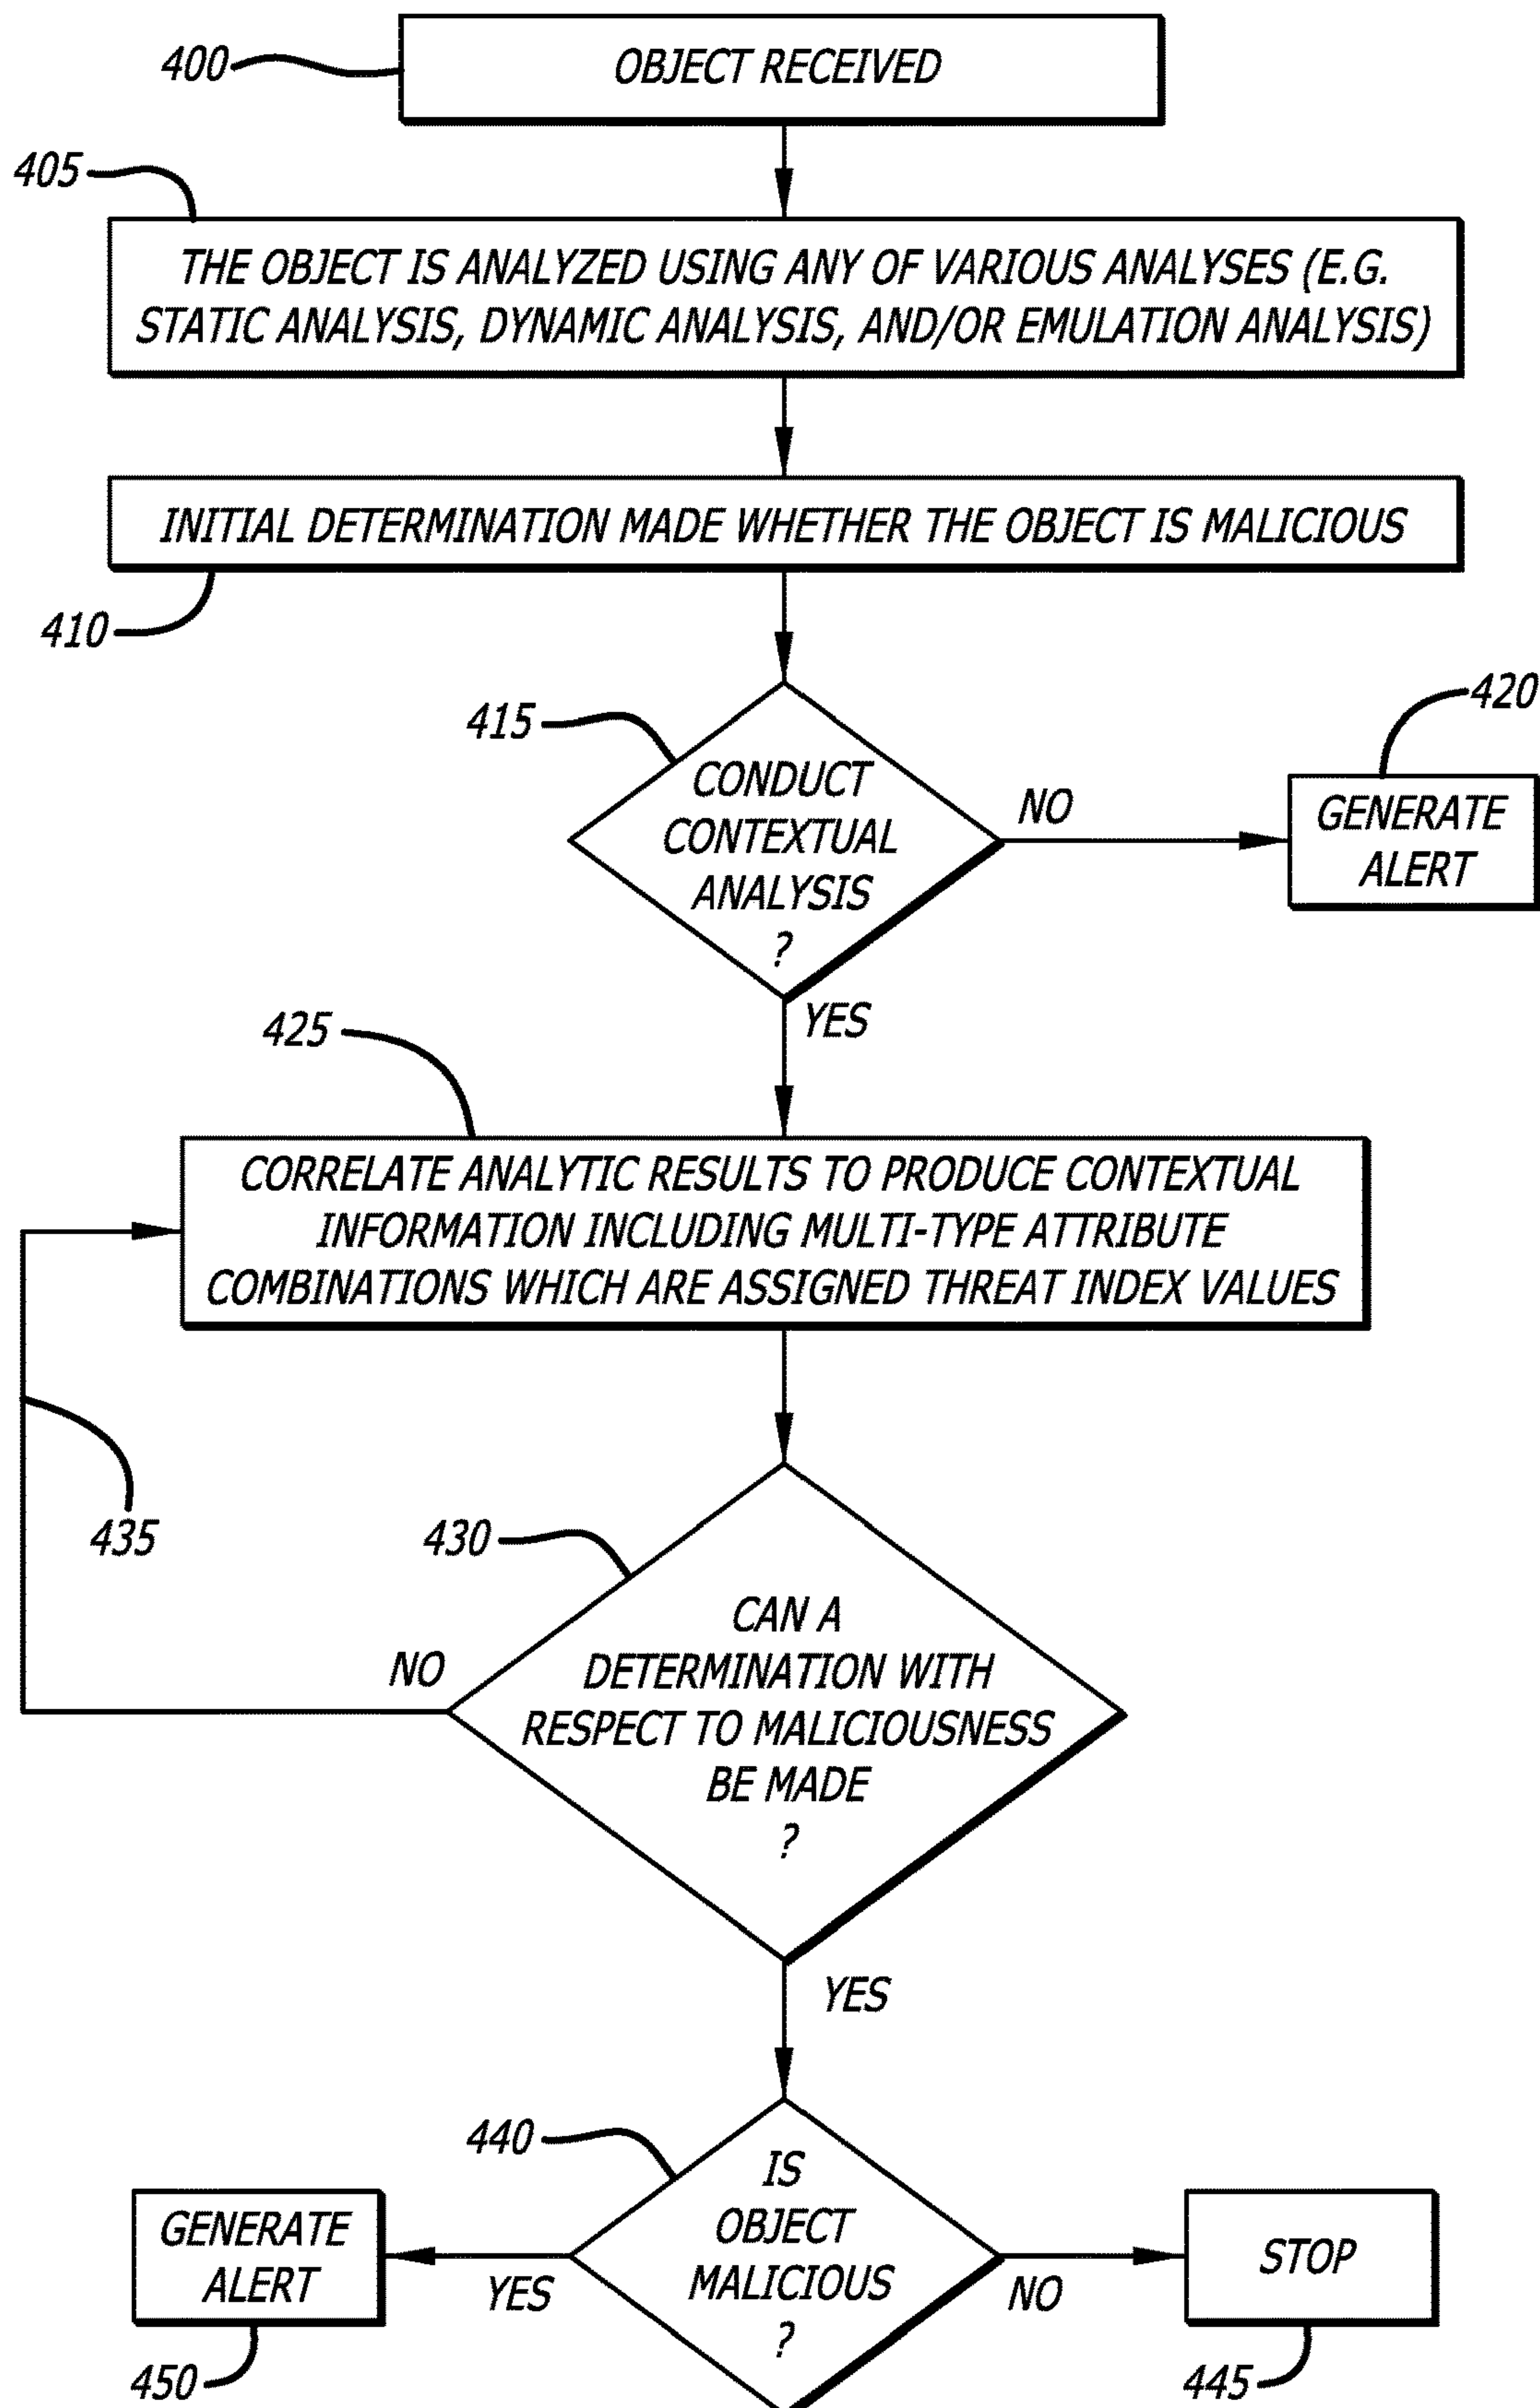 400
OBJECT RECEIVED
405
THE OBJECT IS ANALYZED USING ANY OF VARIOUS ANALYSES (E.G.
STATIC ANALYSIS, DYNAMIC ANALYSIS, AND/OR EMULATION ANALYSIS)
INITIAL DETERMINATION MADE WHETHER THE OBJECT IS MALICIOUS
410
415
CONDUCT
CONTEXTUAL
ANALYSIS
?
NO
420
GENERATE
ALERT
YES
425
CORRELATE ANALYTIC RESULTS TO PRODUCE CONTEXTUAL
INFORMATION INCLUDING MULTI-TYPE ATTRIBUTE
COMBINATIONS WHICH ARE ASSIGNED THREAT INDEX VALUES
435
430
CAN A
DETERMINATION WITH
RESPECT TO MALICIOUSNESS
BE MADE
?
NO
YES
440
IS
OBJECT
MALICIOUS
?
YES
GENERATE
ALERT
450
NO
STOP
445